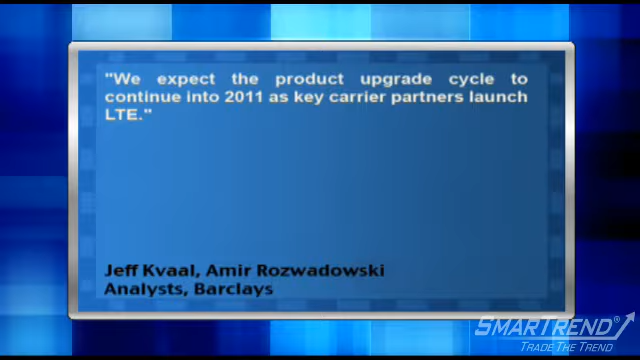 "We expect the product upgrade cycle to
continue into 2011 as key carrier partners launch
LTE."
Jeff Kvaal, Amir Rozwadowski
Analysts, Barclays
SMARTREND®
TRADE THE TREND